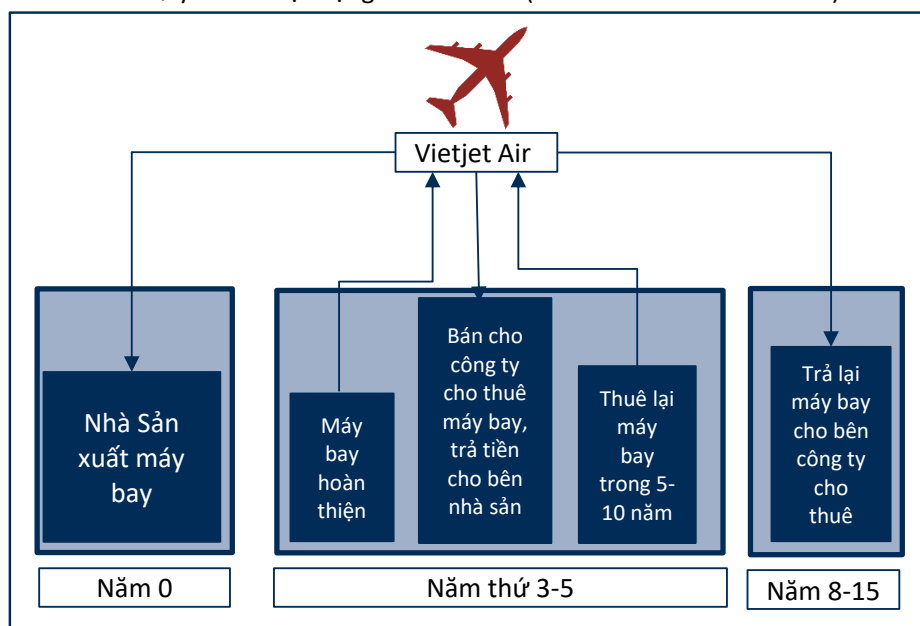 Vietjet Air
Nhà Sản
xuất máy
bay
Máy
bay
hoàn
thiện
Bán cho
công ty
cho thuê
máy bay,
trả tiền
cho bên
nhà sản
Thuê lại
máy
bay
trong 5-
10 năm
Trả lại
máy bay
cho bên
công ty
cho
thuê
Năm 0
Năm thứ 3-5
Năm 8-15